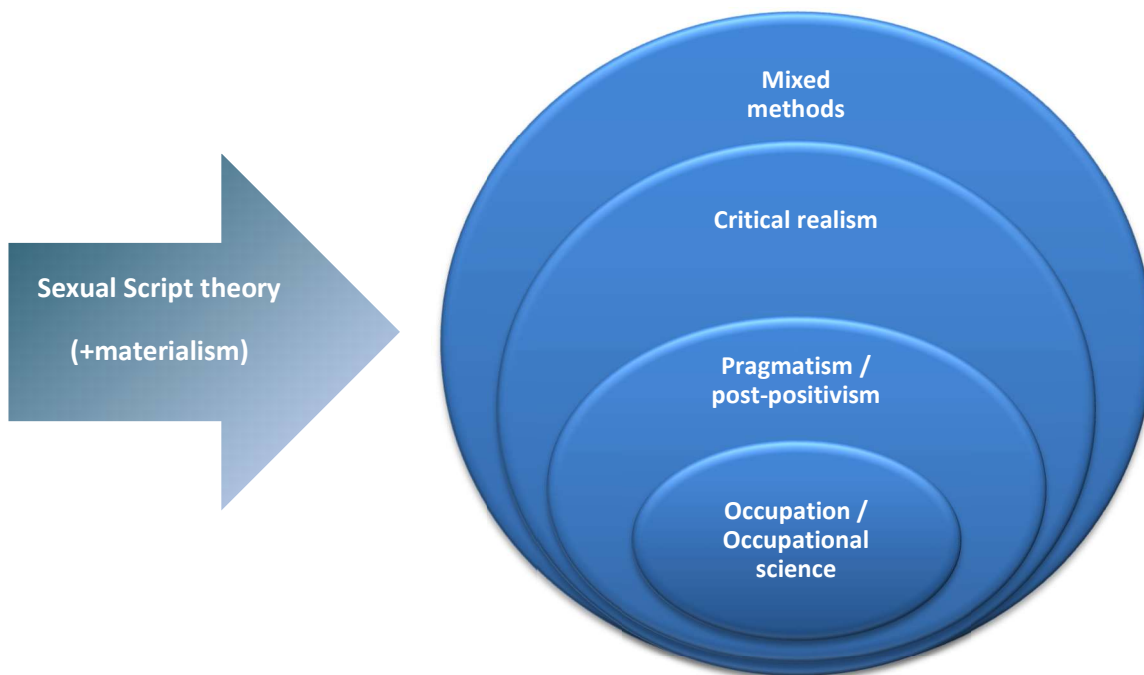 Mixed
methods
Critical realism
Sexual Script theory
(+materialism)
Pragmatism /
post-positivism
Occupation /
Occupational
science